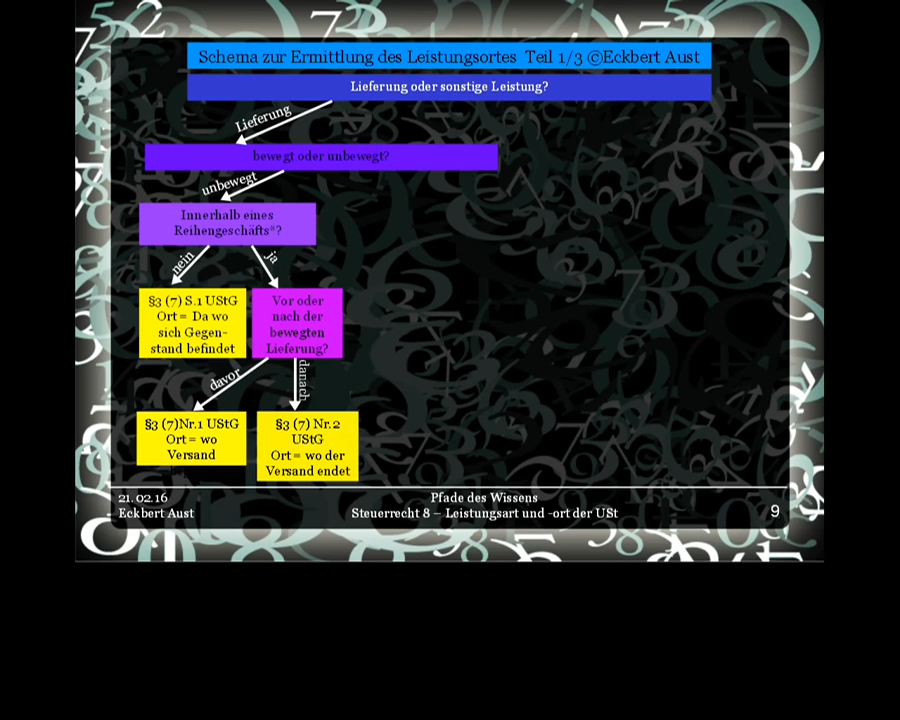 Schema zur Ermittlung des Leistungsortes Teil 1/3 ©Eckbert Aust
Lieferung oder sonstige Leistung?
Lieferung
bewegt oder unbewegt?
unbewegt
Innerhalb eines
Reihengeschäfts*?
nein
ja
§3 (7) S.1 UStG
Ort = Da wo
sich Gegen-
stand befindet
Vor oder
nach der
bewegten
Lieferung?
davor
danach
§3 (7)Nr.1 UStG
Ort = wo
Versand
§3 (7) Nr.2
UStG
Ort = wo der
Versand endet
21.02.16
Eckbert Aust
Pfade des Wissens
Steuerrecht 8 – Leistungsart und -ort der USt
9